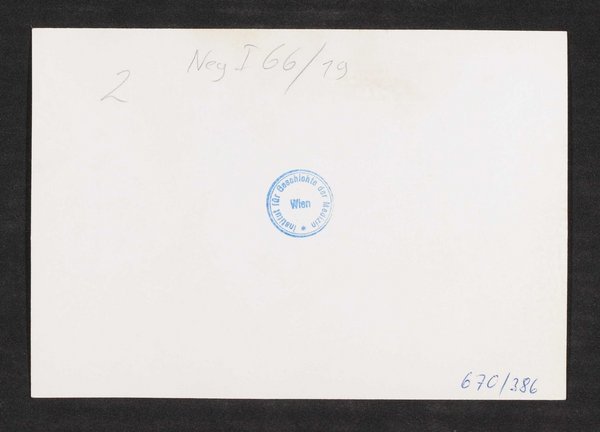 Neg I 66/19
2
Institut für Geschichte der Medizin *
Wien
670/386